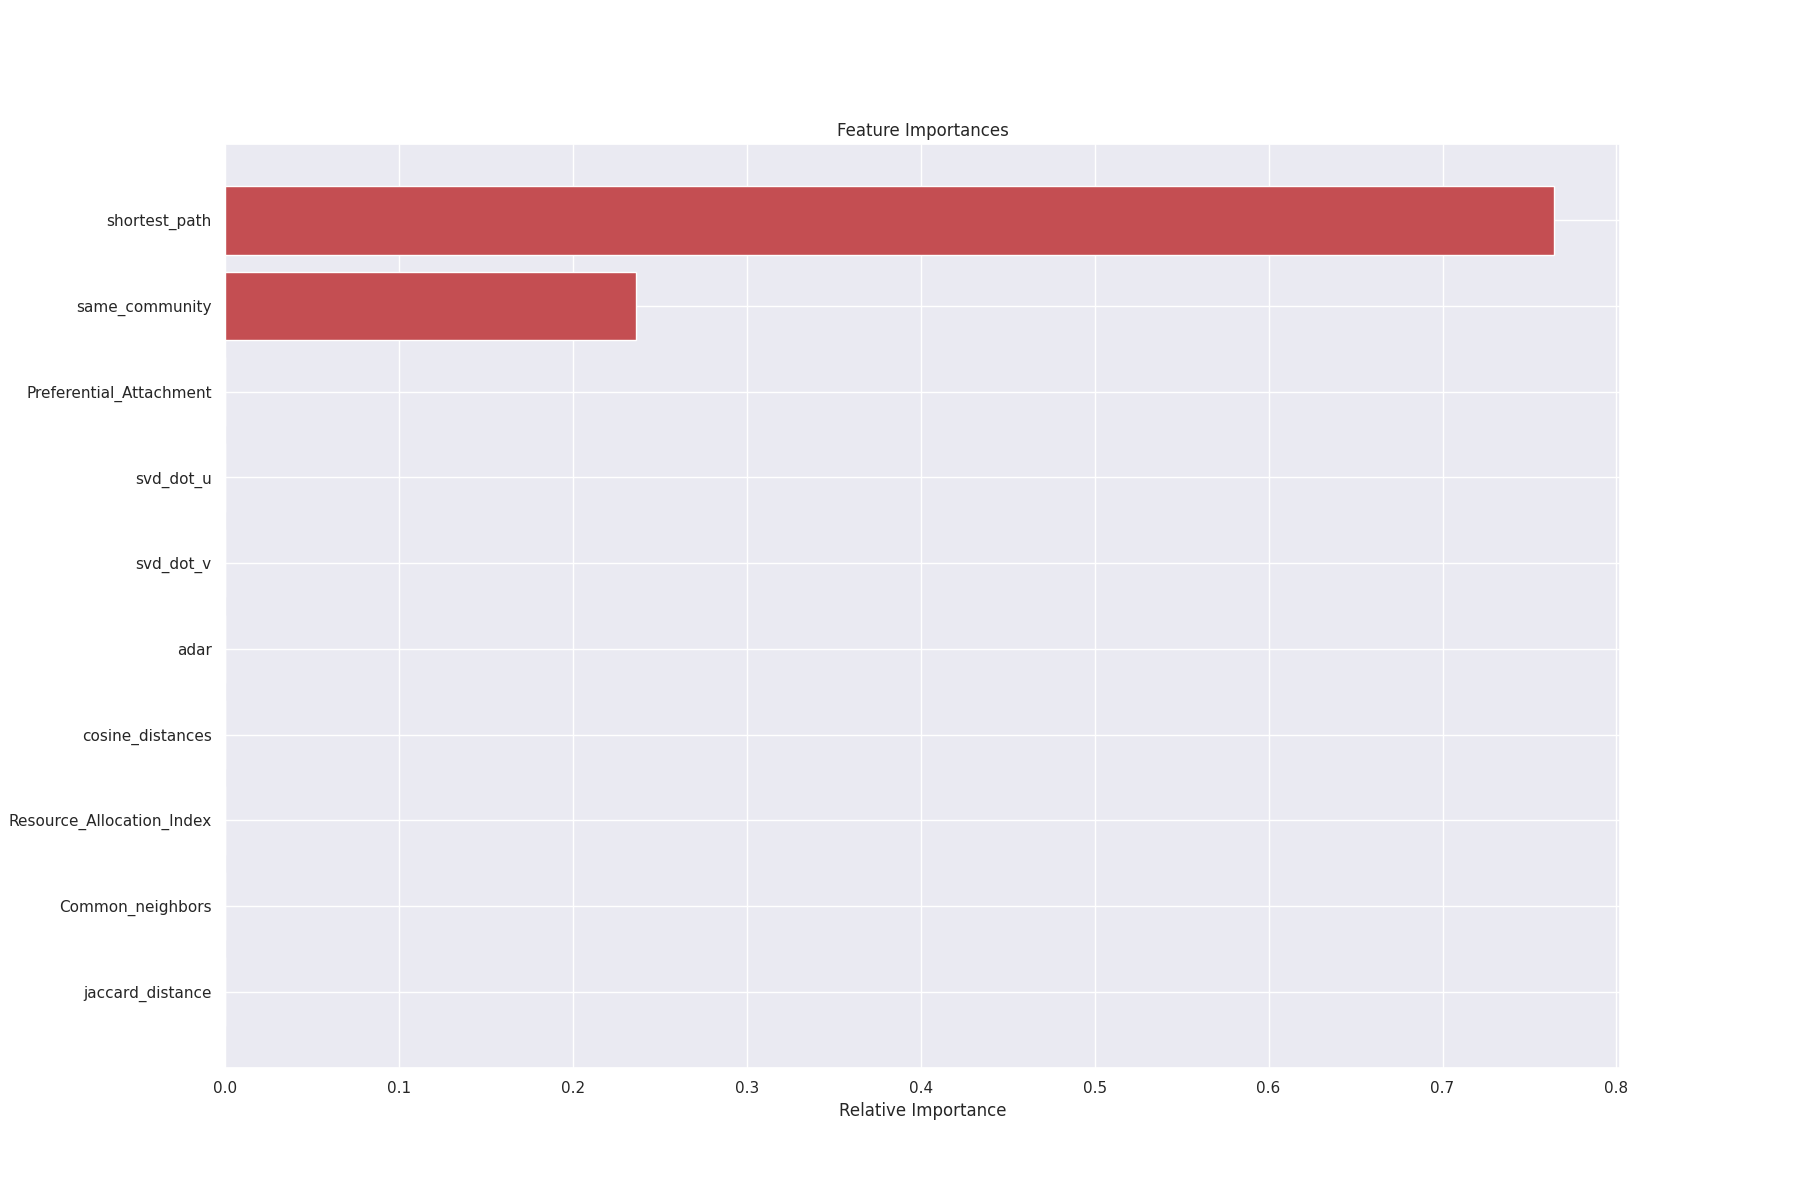 Feature Importances
shortest_path
same_community
Preferential_Attachment
svd_dot_u
svd_dot_v
adar
cosine_distances
Resource_Allocation_Index
Common_neighbors
jaccard_distance
0.0 0.1 0.2 0.3 0.4 0.5 0.6 0.7 0.8
Relative Importance